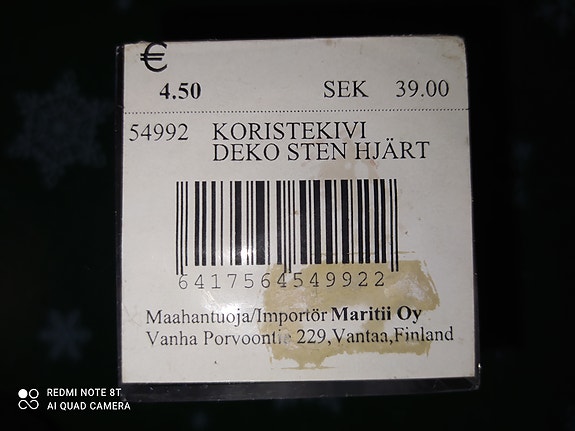 €
4.50 SEK 39.00
54992 KORISTEKIVI
DEKO STEN HJÄRT
6417564549922
Maahantuoja/Importör Maritii Oy
Vanha Porvoontie 229,Vantaa,Finland
REDMI NOTE 8T
AI QUAD CAMERA